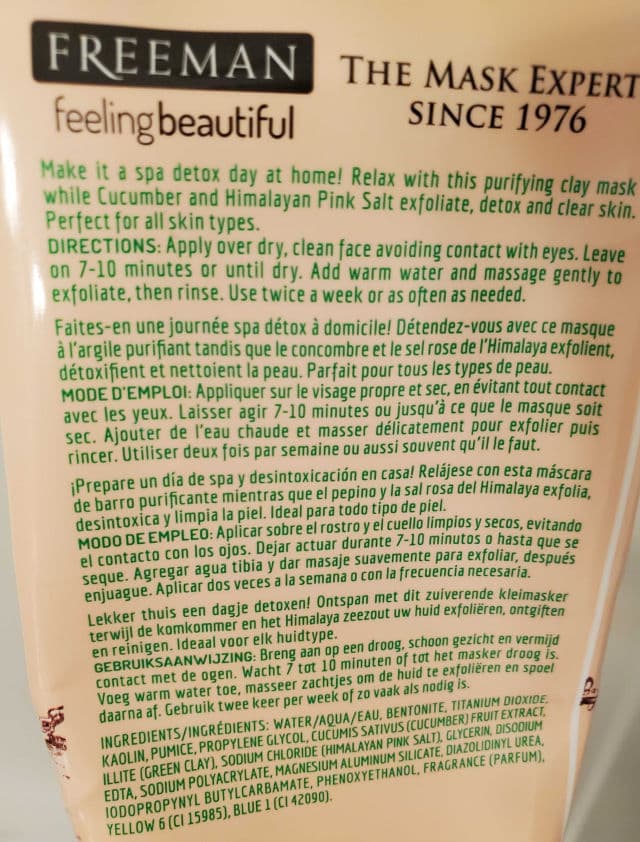 FREEMAN
feelingbeautiful
THE MASK EXPERT
SINCE 1976
Make it a spa detox day at home! Relax with this purifying clay mask
while Cucumber and Himalayan Pink Salt exfoliate, detox and clear skin.
Perfect for all skin types.
DIRECTIONS: Apply over dry, clean face avoiding contact with eyes. Leave
on 7-10 minutes or until dry. Add warm water and massage gently to
exfoliate, then rinse. Use twice a week or as often as needed.
Faites-en une journée spa détox à domicile! Détendez-vous avec ce masque
à l'argile purifiant tandis que le concombre et le sel rose de l'Himalaya exfolient,
détoxifient et nettoient la peau. Parfait pour tous les types de peau.
MODE D'EMPLOI: Appliquer sur le visage propre et sec, en évitant tout contact
avec les yeux. Laisser agir 7-10 minutes ou jusqu'à ce que le masque soit
sec. Ajouter de l'eau chaude et masser délicatement pour exfolier puis
rincer. Utiliser deux fois par semaine ou aussi souvent qu'il le faut.
¡Prepare un día de spa y desintoxicación en casa! Relájese con esta máscara
de barro purificante mientras que el pepino y la sal rosa del Himalaya exfolia,
desintoxica y limpia la piel. Ideal para todo tipo de piel.
MODO DE EMPLEO: Aplicar sobre el rostro y el cuello limpios y secos, evitando
el contacto con los ojos. Dejar actuar durante 7-10 minutos o hasta que se
seque. Agregar agua tibia y dar masaje suavemente para exfoliar, después
enjuague. Aplicar dos veces a la semana o con la frecuencia necesaria.
Lekker thuis een dagje detoxen! Ontspan met dit zuiverende kleimasker
terwijl de komkommer en het Himalaya zeezout uw huid exfoliëren, ontgiften
en reinigen. Ideaal voor elk huidtype.
GEBRUIKSAANWIJZING: Breng aan op een droog, schoon gezicht en vermijd
contact met de ogen. Wacht 7 tot 10 minuten of tot het masker droog is.
Voeg warm water toe, masseer zachtjes om de huid te exfoliëren en spoel
daarna af. Gebruik twee keer per week of zo vaak als nodig is.
INGREDIENTS/INGRÉDIENTS: WATER/AQUA/EAU, BENTONITE, TITANIUM DIOXIDE,
KAOLIN, PUMICE, PROPYLENE GLYCOL, CUCUMIS SATIVUS (CUCUMBER) FRUIT EXTRACT,
ILLITE (GREEN CLAY), SODIUM CHLORIDE (HIMALAYAN PINK SALT), GLYCERIN, DISODIUM
EDTA, SODIUM POLYACRYLATE, MAGNESIUM ALUMINUM SILICATE, DIAZOLIDINYL UREA,
IODOPROPYNYL BUTYLCARBAMATE, PHENOXYETHANOL, FRAGRANCE (PARFUM),
YELLOW 6 (CI 15985), BLUE 1 (CI 42090).